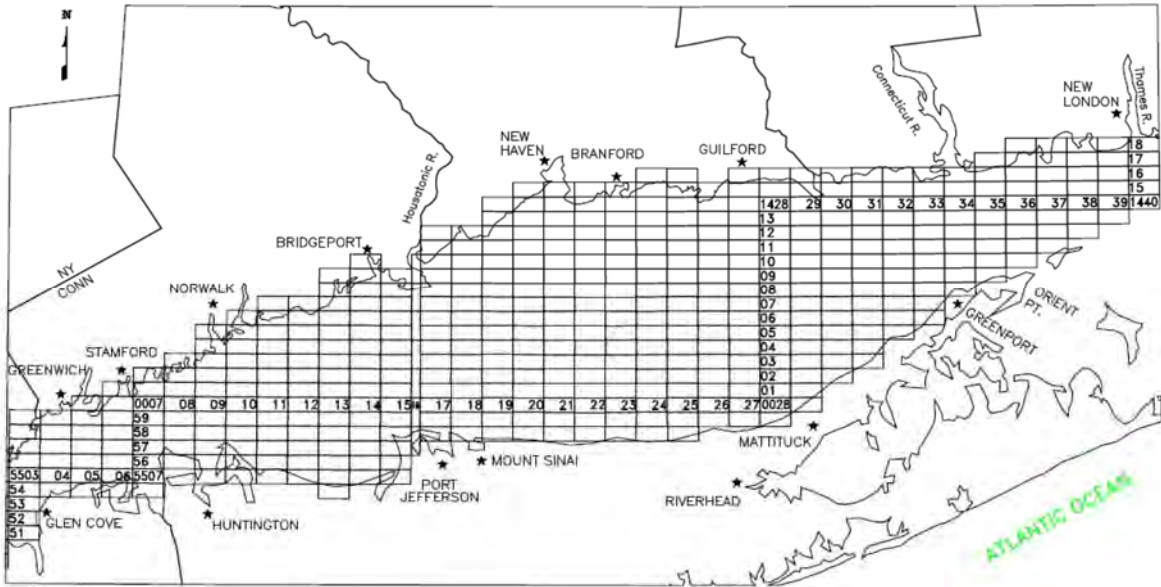 N
NEW
LONDON
Thames R.
Connecticut R.
NEW
HAVEN
BRANFORD
GUILFORD
Housatonic R.
18
17
16
15
1428 29 30 31 32 33 34 35 36 37 38 39 1440
13
12
11
10
09
08
07
06
05
04
03
02
01
BRIDGEPORT
NY
CONN
NORWALK
ORIENT
PT.
GREENPORT
STAMFORD
GREENWICH
0007 08 09 10 11 12 13 14 15 17 18 19 20 21 22 23 24 25 26 27 0028
59
58
57
56
5503 04 05 06 5507
54
53
52
51
MATTITUCK
MOUNT SINAI
PORT
JEFFERSON
RIVERHEAD
GLEN COVE
HUNTINGTON
ATLANTIC OCEAN